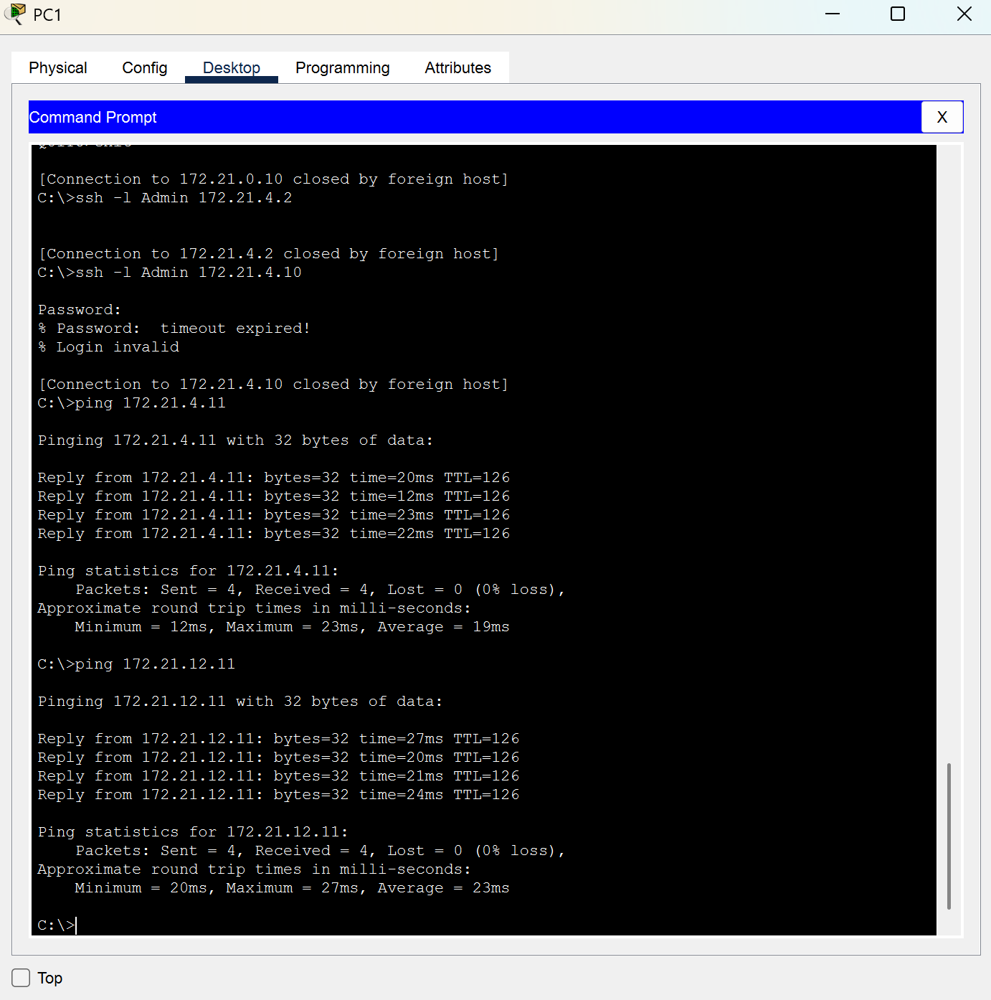 PC1
Physical Config Desktop Programming Attributes
Command Prompt X
[Connection to 172.21.0.10 closed by foreign host]
C:\>ssh -l Admin 172.21.4.2
[Connection to 172.21.4.2 closed by foreign host]
C:\>ssh -l Admin 172.21.4.10
Password:
% Password:  timeout expired!
% Login invalid
[Connection to 172.21.4.10 closed by foreign host]
C:\>ping 172.21.4.11
Pinging 172.21.4.11 with 32 bytes of data:
Reply from 172.21.4.11: bytes=32 time=20ms TTL=126
Reply from 172.21.4.11: bytes=32 time=12ms TTL=126
Reply from 172.21.4.11: bytes=32 time=23ms TTL=126
Reply from 172.21.4.11: bytes=32 time=22ms TTL=126
Ping statistics for 172.21.4.11:
    Packets: Sent = 4, Received = 4, Lost = 0 (0% loss),
Approximate round trip times in milli-seconds:
    Minimum = 12ms, Maximum = 23ms, Average = 19ms
C:\>ping 172.21.12.11
Pinging 172.21.12.11 with 32 bytes of data:
Reply from 172.21.12.11: bytes=32 time=27ms TTL=126
Reply from 172.21.12.11: bytes=32 time=20ms TTL=126
Reply from 172.21.12.11: bytes=32 time=21ms TTL=126
Reply from 172.21.12.11: bytes=32 time=24ms TTL=126
Ping statistics for 172.21.12.11:
    Packets: Sent = 4, Received = 4, Lost = 0 (0% loss),
Approximate round trip times in milli-seconds:
    Minimum = 20ms, Maximum = 27ms, Average = 23ms
C:\>
Top